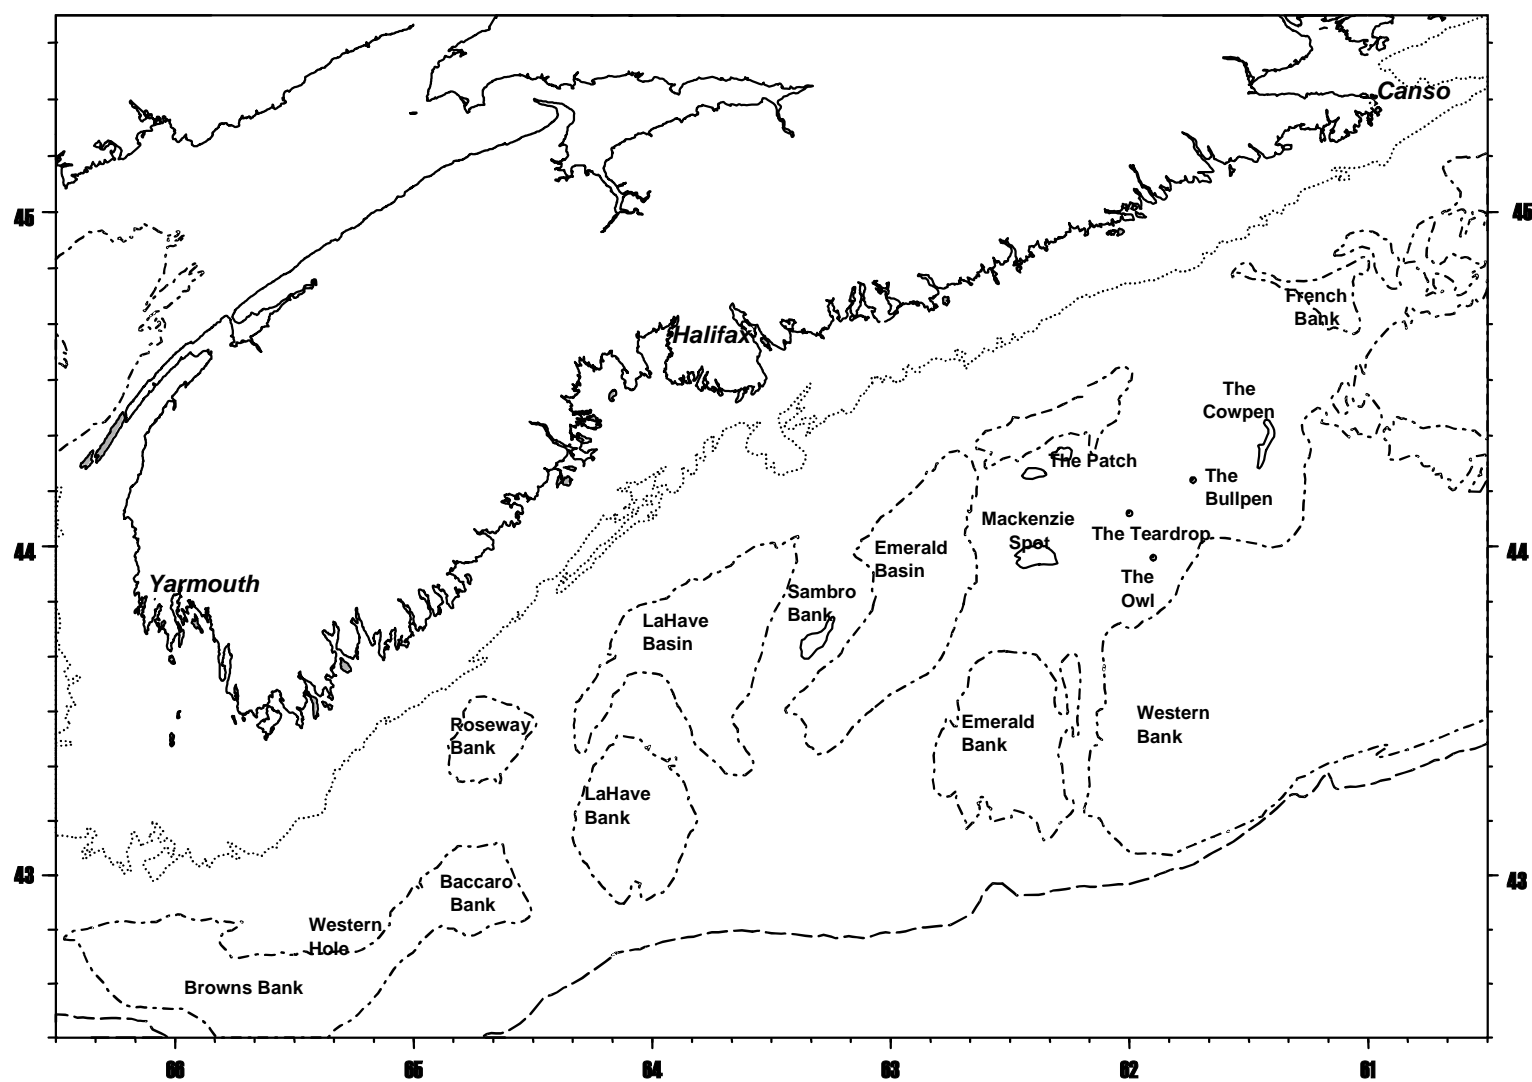 Canso
45
45
French
Bank
Halifax
The
Cowpen
The Patch
The
Bullpen
Mackenzie
Spot
The Teardrop
44
44
Emerald
Basin
The
Owl
Yarmouth
Sambro
Bank
LaHave
Basin
Western
Bank
Emerald
Bank
Roseway
Bank
LaHave
Bank
43
43
Baccaro
Bank
Western
Hole
Browns Bank
66
65
64
63
62
61